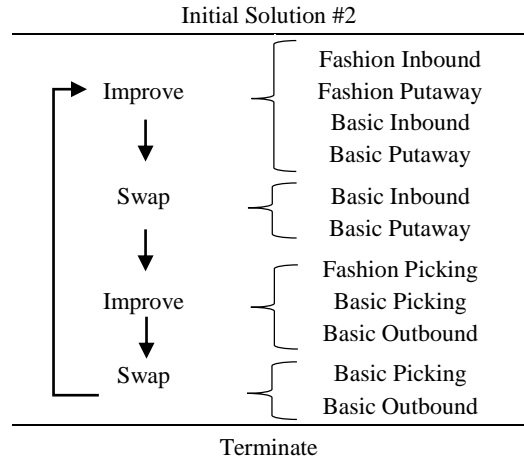 Initial Solution #2
Improve
Fashion Inbound
Fashion Putaway
Basic Inbound
Basic Putaway
Swap
Basic Inbound
Basic Putaway
Improve
Fashion Picking
Basic Picking
Basic Outbound
Swap
Basic Picking
Basic Outbound
Terminate